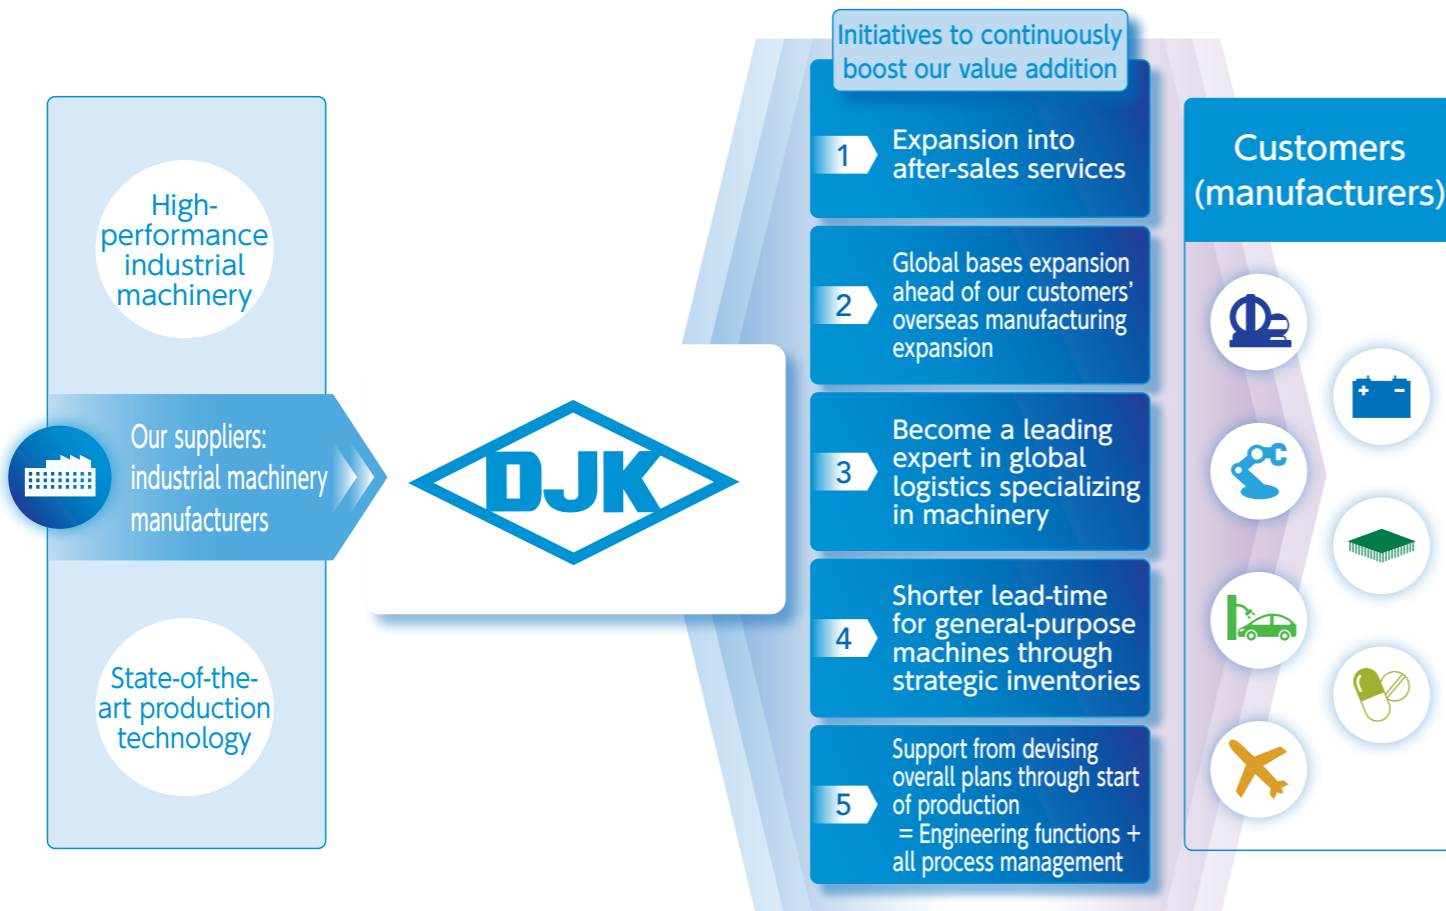 High-
performance
industrial
machinery
Our suppliers:
industrial machinery
manufacturers
State-of-the-
art production
technology
DJK
Initiatives to continuously
boost our value addition
1
Expansion into
after-sales services
2
Global bases expansion
ahead of our customers’
overseas manufacturing
expansion
3
Become a leading
expert in global
logistics specializing
in machinery
4
Shorter lead-time
for general-purpose
machines through
strategic inventories
5
Support from devising
overall plans through start
of production
= Engineering functions +
all process management
Customers
(manufacturers)
+ −